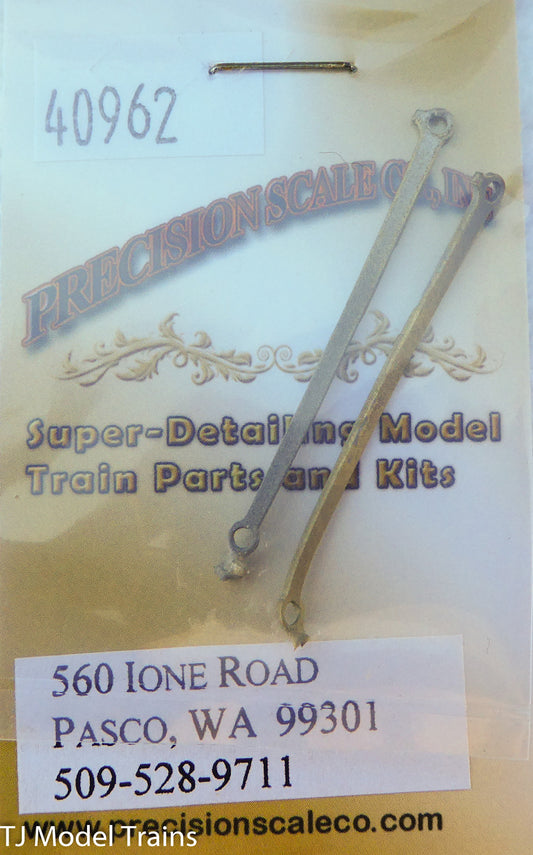 40962
PRECISION SCALE CO., INC
Super-Detailing Model
Train Parts and Kits
560 IONE ROAD
PASCO, WA 99301
509-528-9711
www.precisionscaleco.com
TJ Model Trains